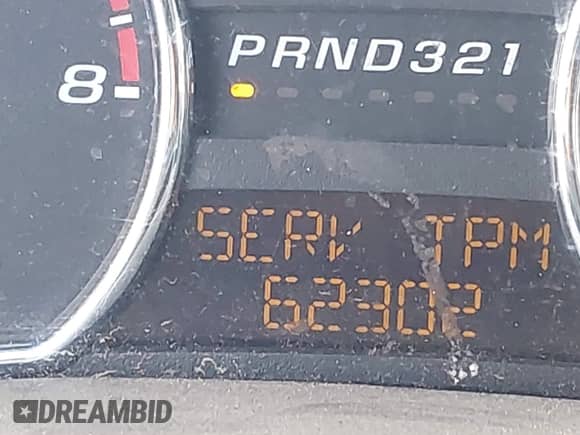 PRND321
8
SERV TPM
62302
DREAMBID